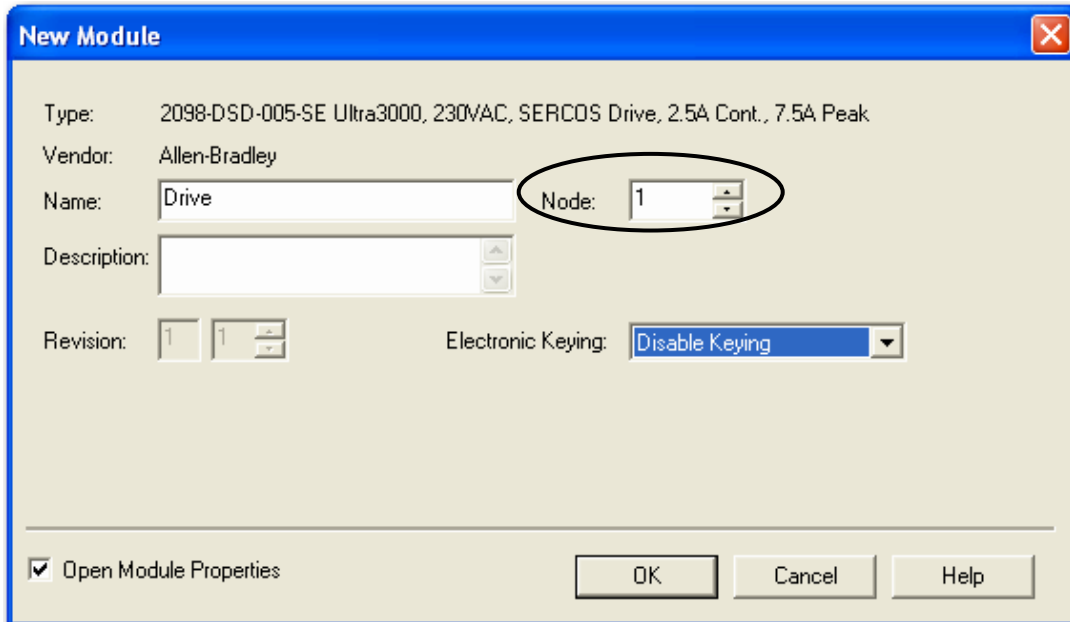 New Module
Type: 2098-DSD-005-SE Ultra3000, 230VAC, SERCOS Drive, 2.5A Cont., 7.5A Peak
Vendor: Allen-Bradley
Name: Drive Node: 1
Description:
Revision: 1 1 Electronic Keying: Disable Keying
Open Module Properties OK Cancel Help